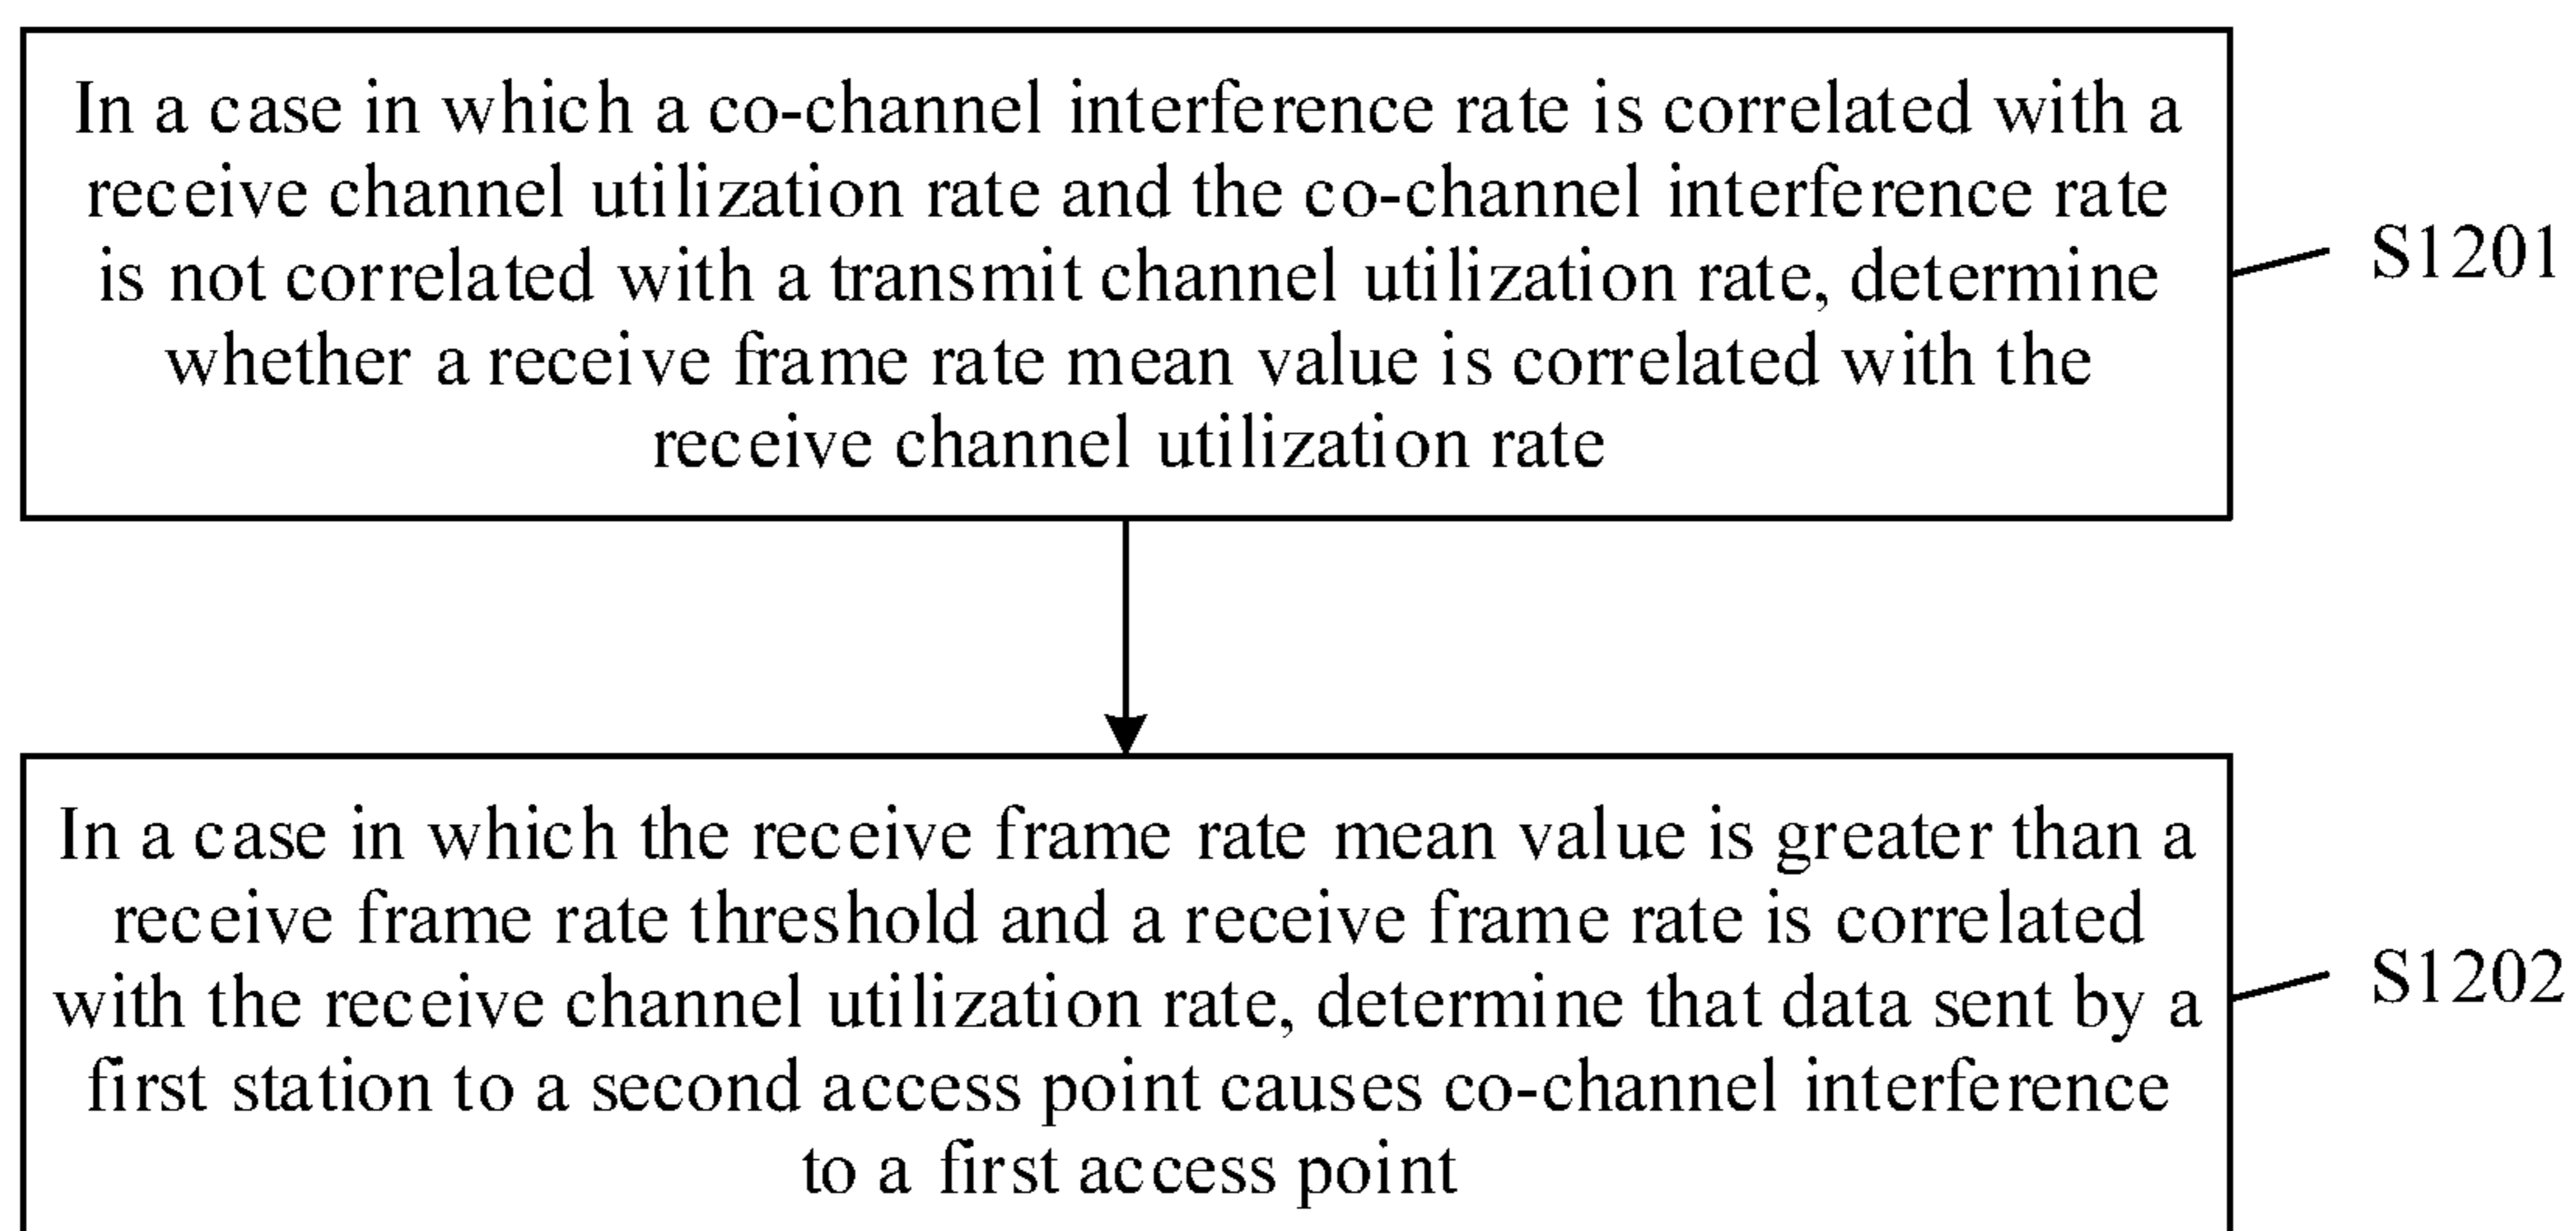 In a case in which a co-channel interference rate is correlated with a
receive channel utilization rate and the co-channel interference rate
is not correlated with a transmit channel utilization rate, determine
whether a receive frame rate mean value is correlated with the
receive channel utilization rate
S1201
In a case in which the receive frame rate mean value is greater than a
receive frame rate threshold and a receive frame rate is correlated
with the receive channel utilization rate, determine that data sent by a
first station to a second access point causes co-channel interference
to a first access point
S1202